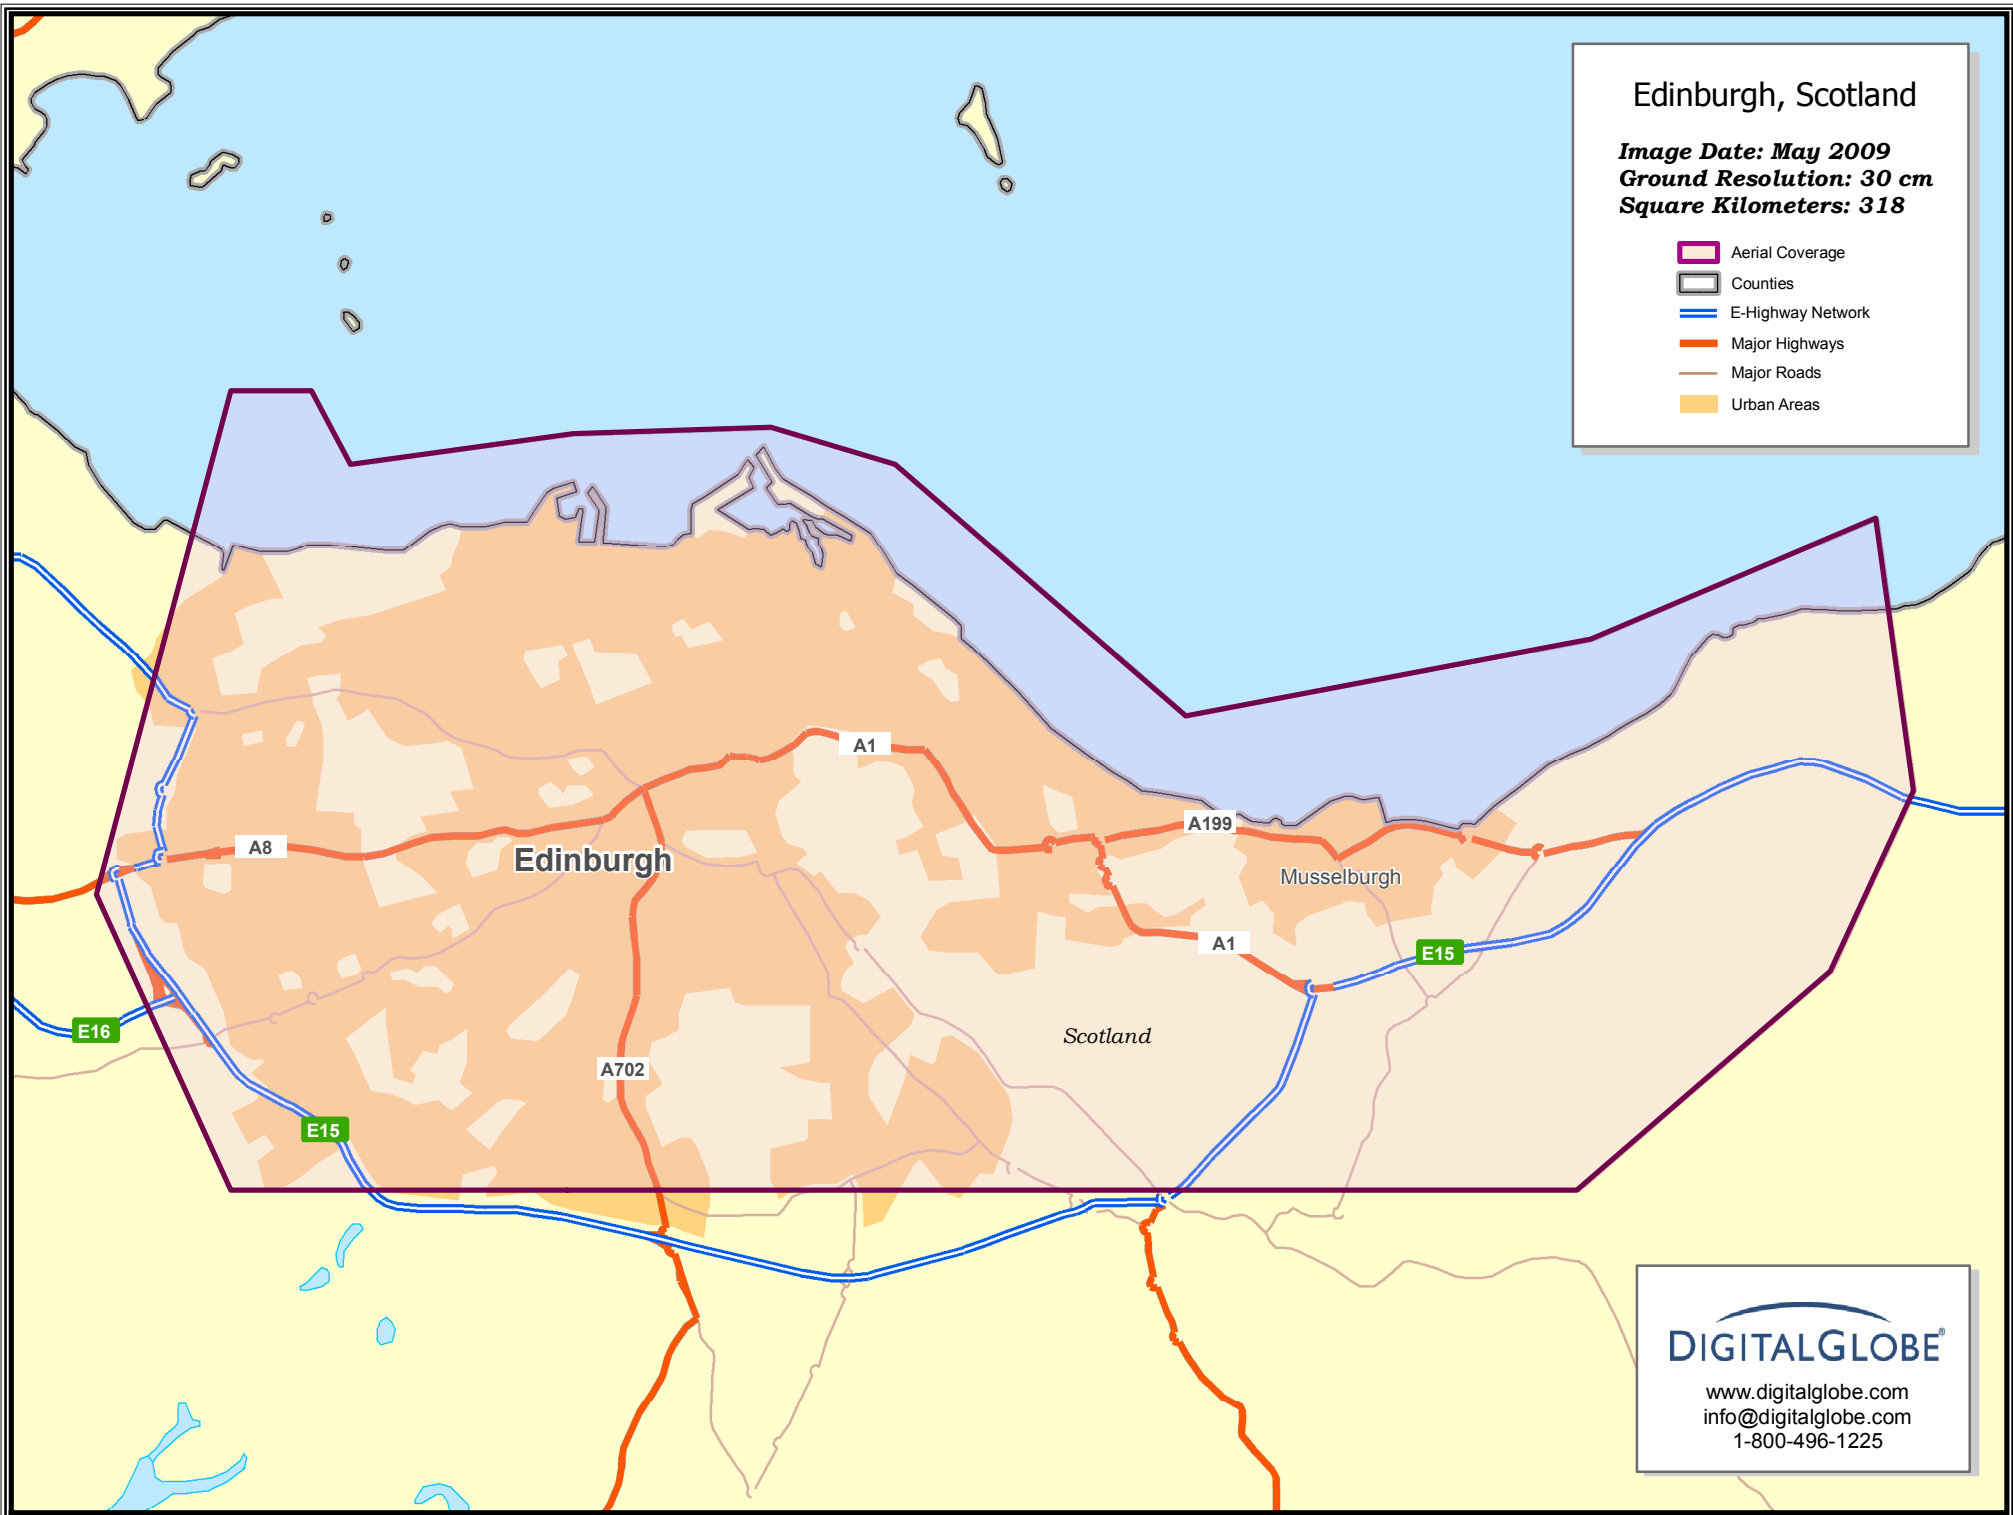 Edinburgh, Scotland
Image Date: May 2009
Ground Resolution: 30 cm
Square Kilometers: 318
Aerial Coverage
Counties
E-Highway Network
Major Highways
Major Roads
Urban Areas
A1
A199
A8
Edinburgh
Musselburgh
A1
E15
E16
Scotland
A702
E15
DIGITALGLOBE®
www.digitalglobe.com
info@digitalglobe.com
1-800-496-1225